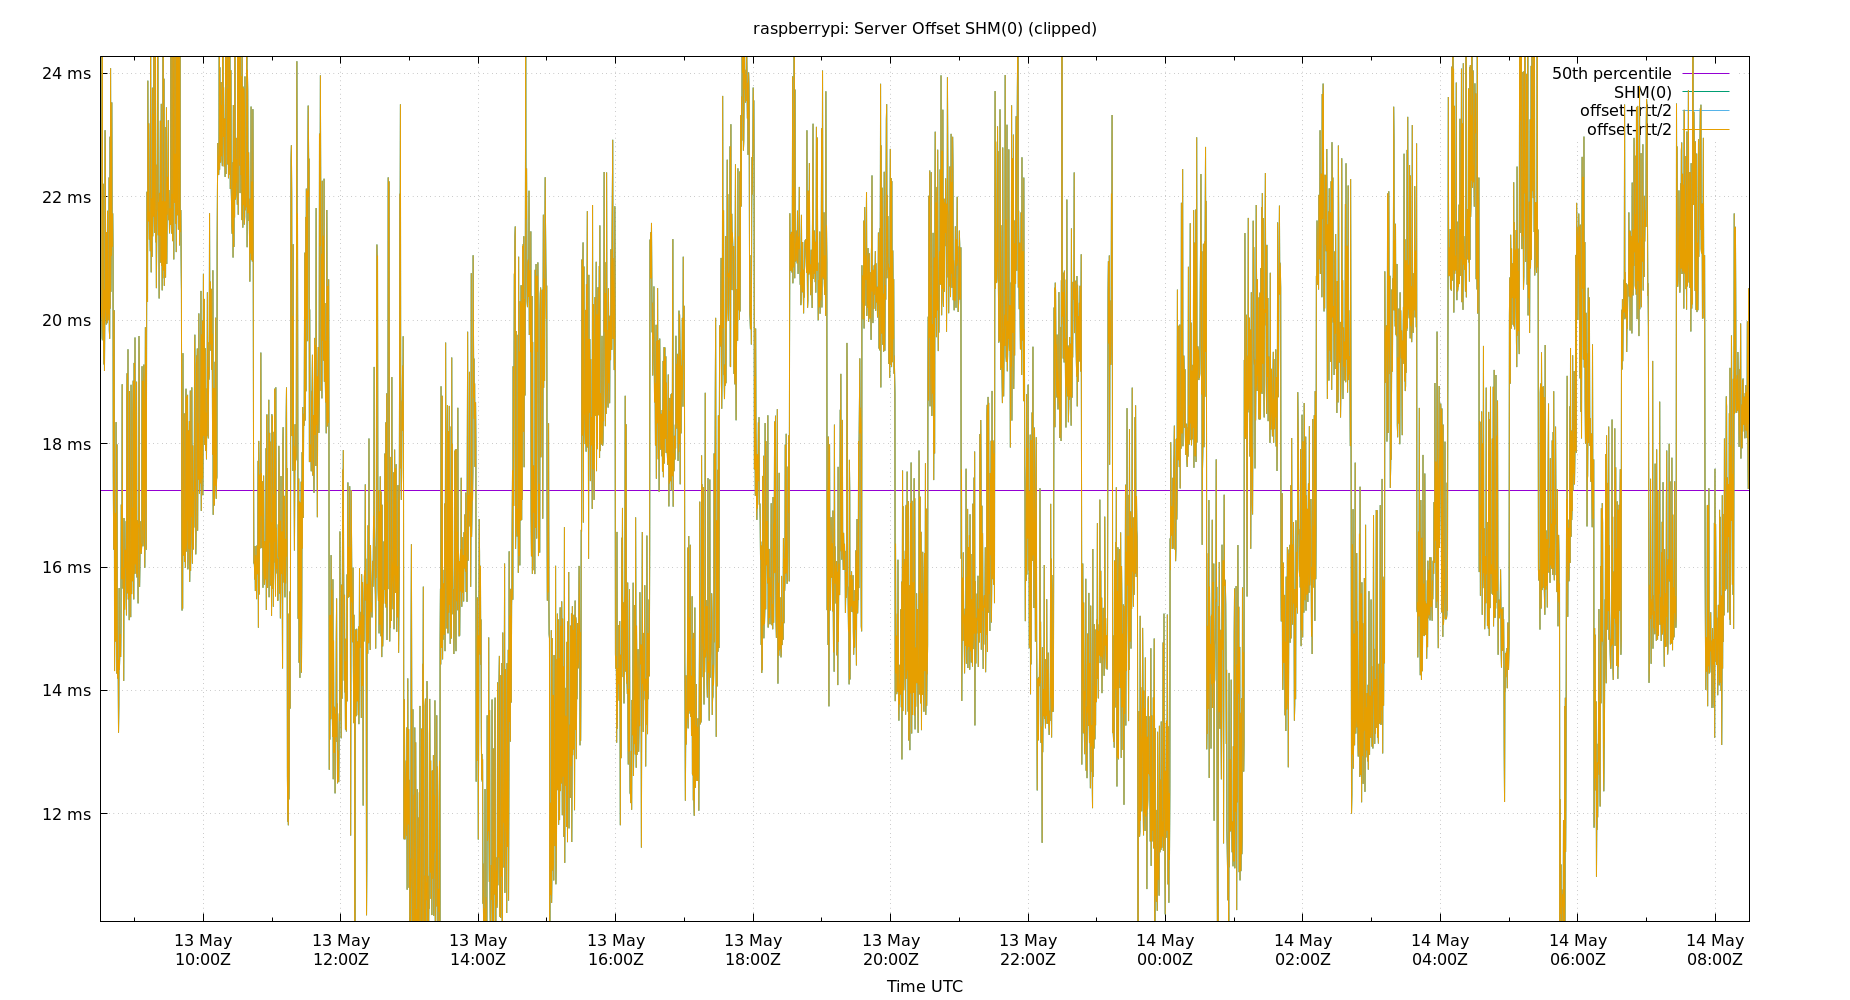 raspberrypi: Server Offset SHM(0) (clipped)
24 ms
22 ms
20 ms
18 ms
16 ms
14 ms
12 ms
50th percentile
SHM(0)
offset+rtt/2
offset-rtt/2
13 May 13 May 13 May 13 May 13 May 13 May 13 May 14 May 14 May 14 May 14 May 14 May
10:00Z 12:00Z 14:00Z 16:00Z 18:00Z 20:00Z 22:00Z 00:00Z 02:00Z 04:00Z 06:00Z 08:00Z
Time UTC